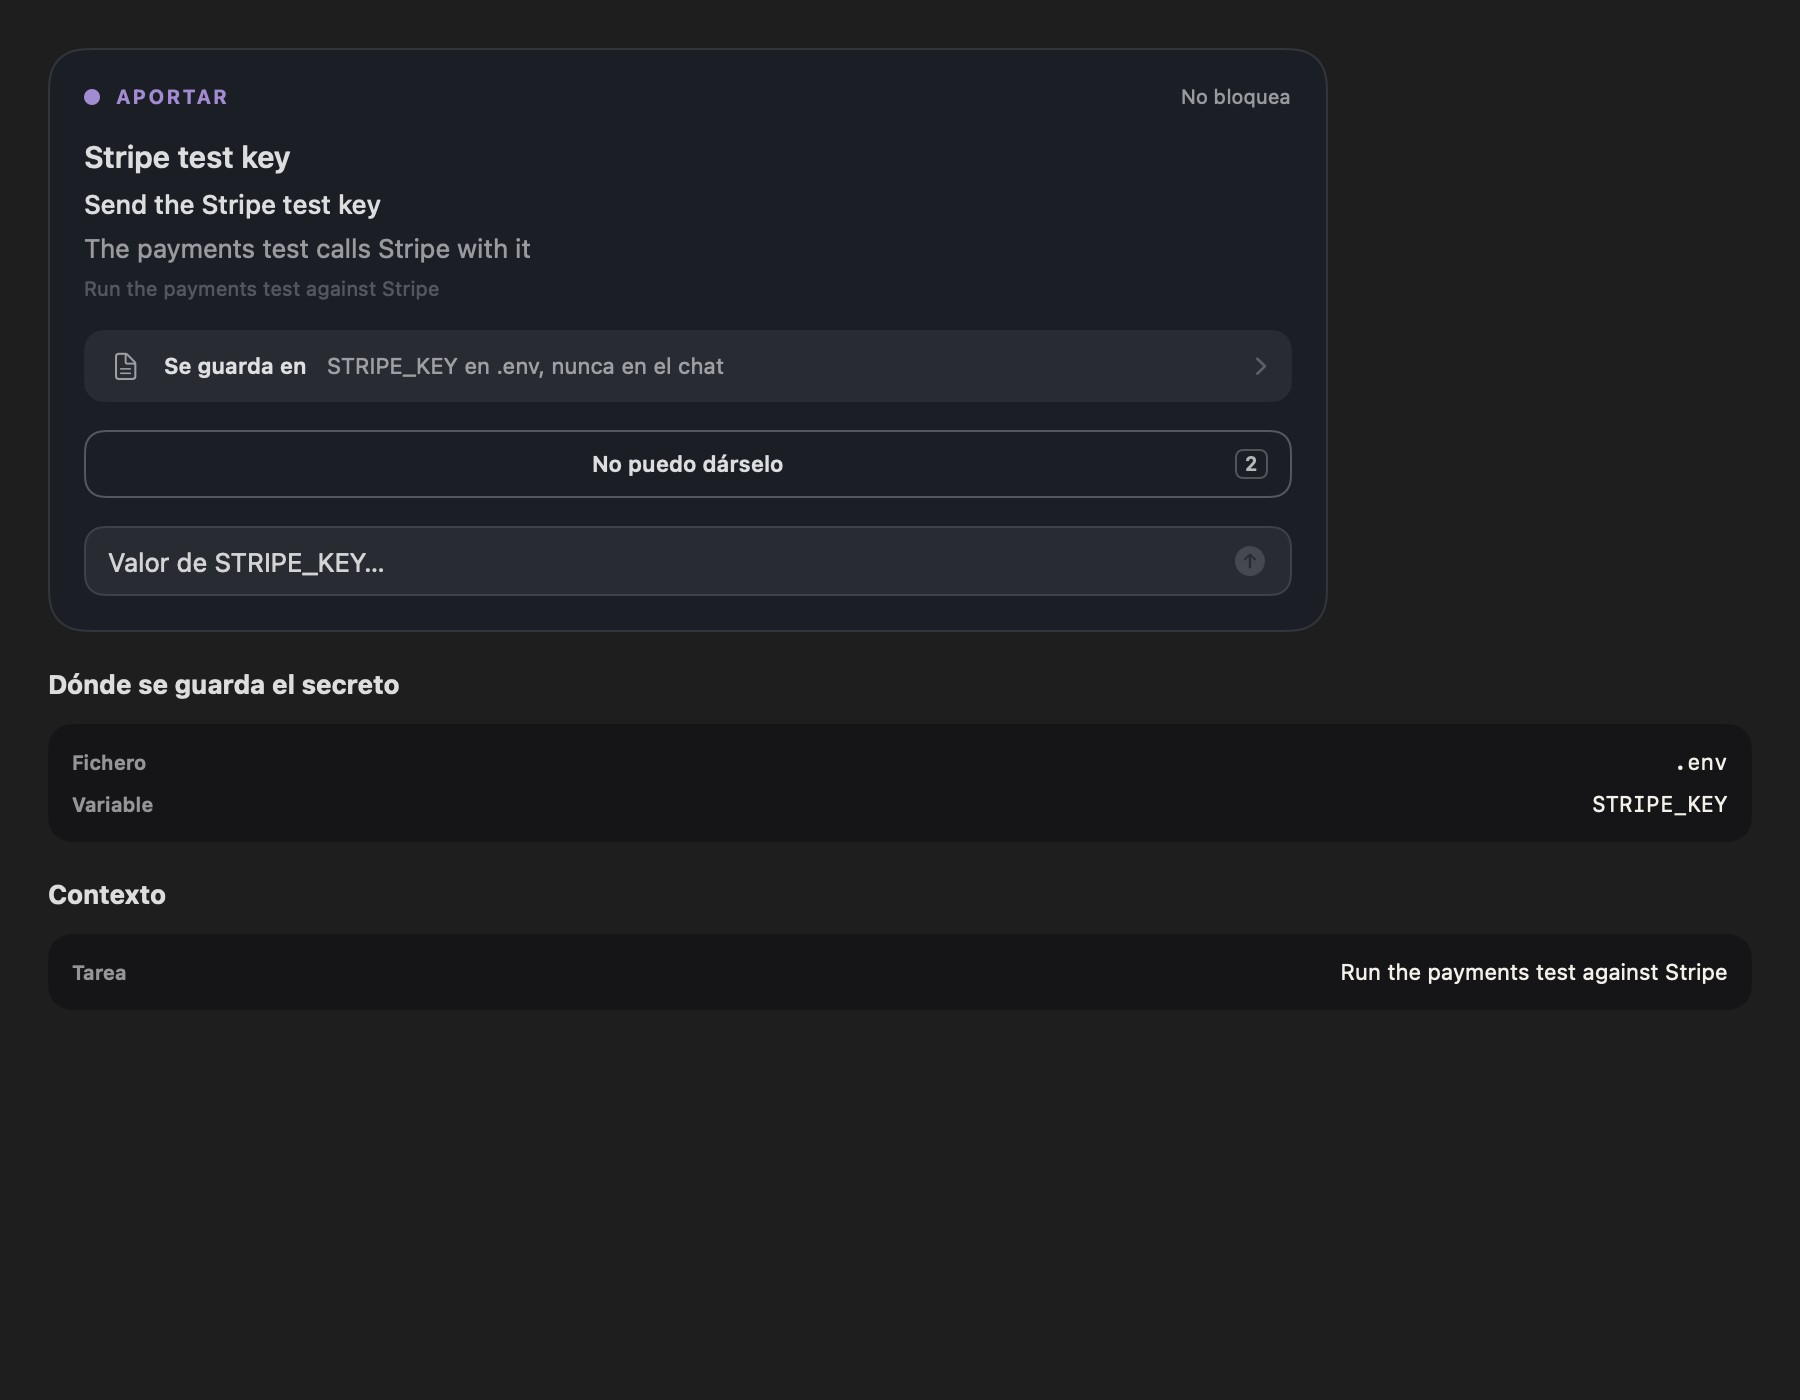 APORTAR
No bloquea
Stripe test key
Send the Stripe test key
The payments test calls Stripe with it
Run the payments test against Stripe
Se guarda en STRIPE_KEY en .env, nunca en el chat
No puedo dárselo 2
Valor de STRIPE_KEY...
Dónde se guarda el secreto
Fichero .env
Variable STRIPE_KEY
Contexto
Tarea Run the payments test against Stripe